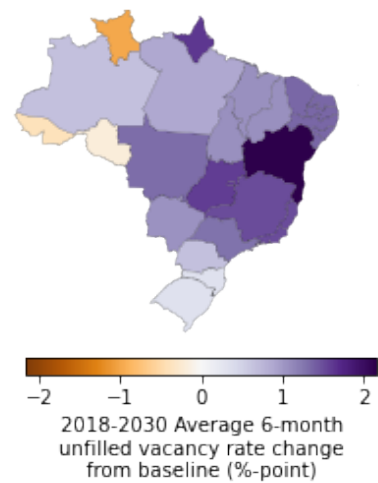 −2 −1 0 1 2
2018-2030 Average 6-month
unfilled vacancy rate change
from baseline (%-point)